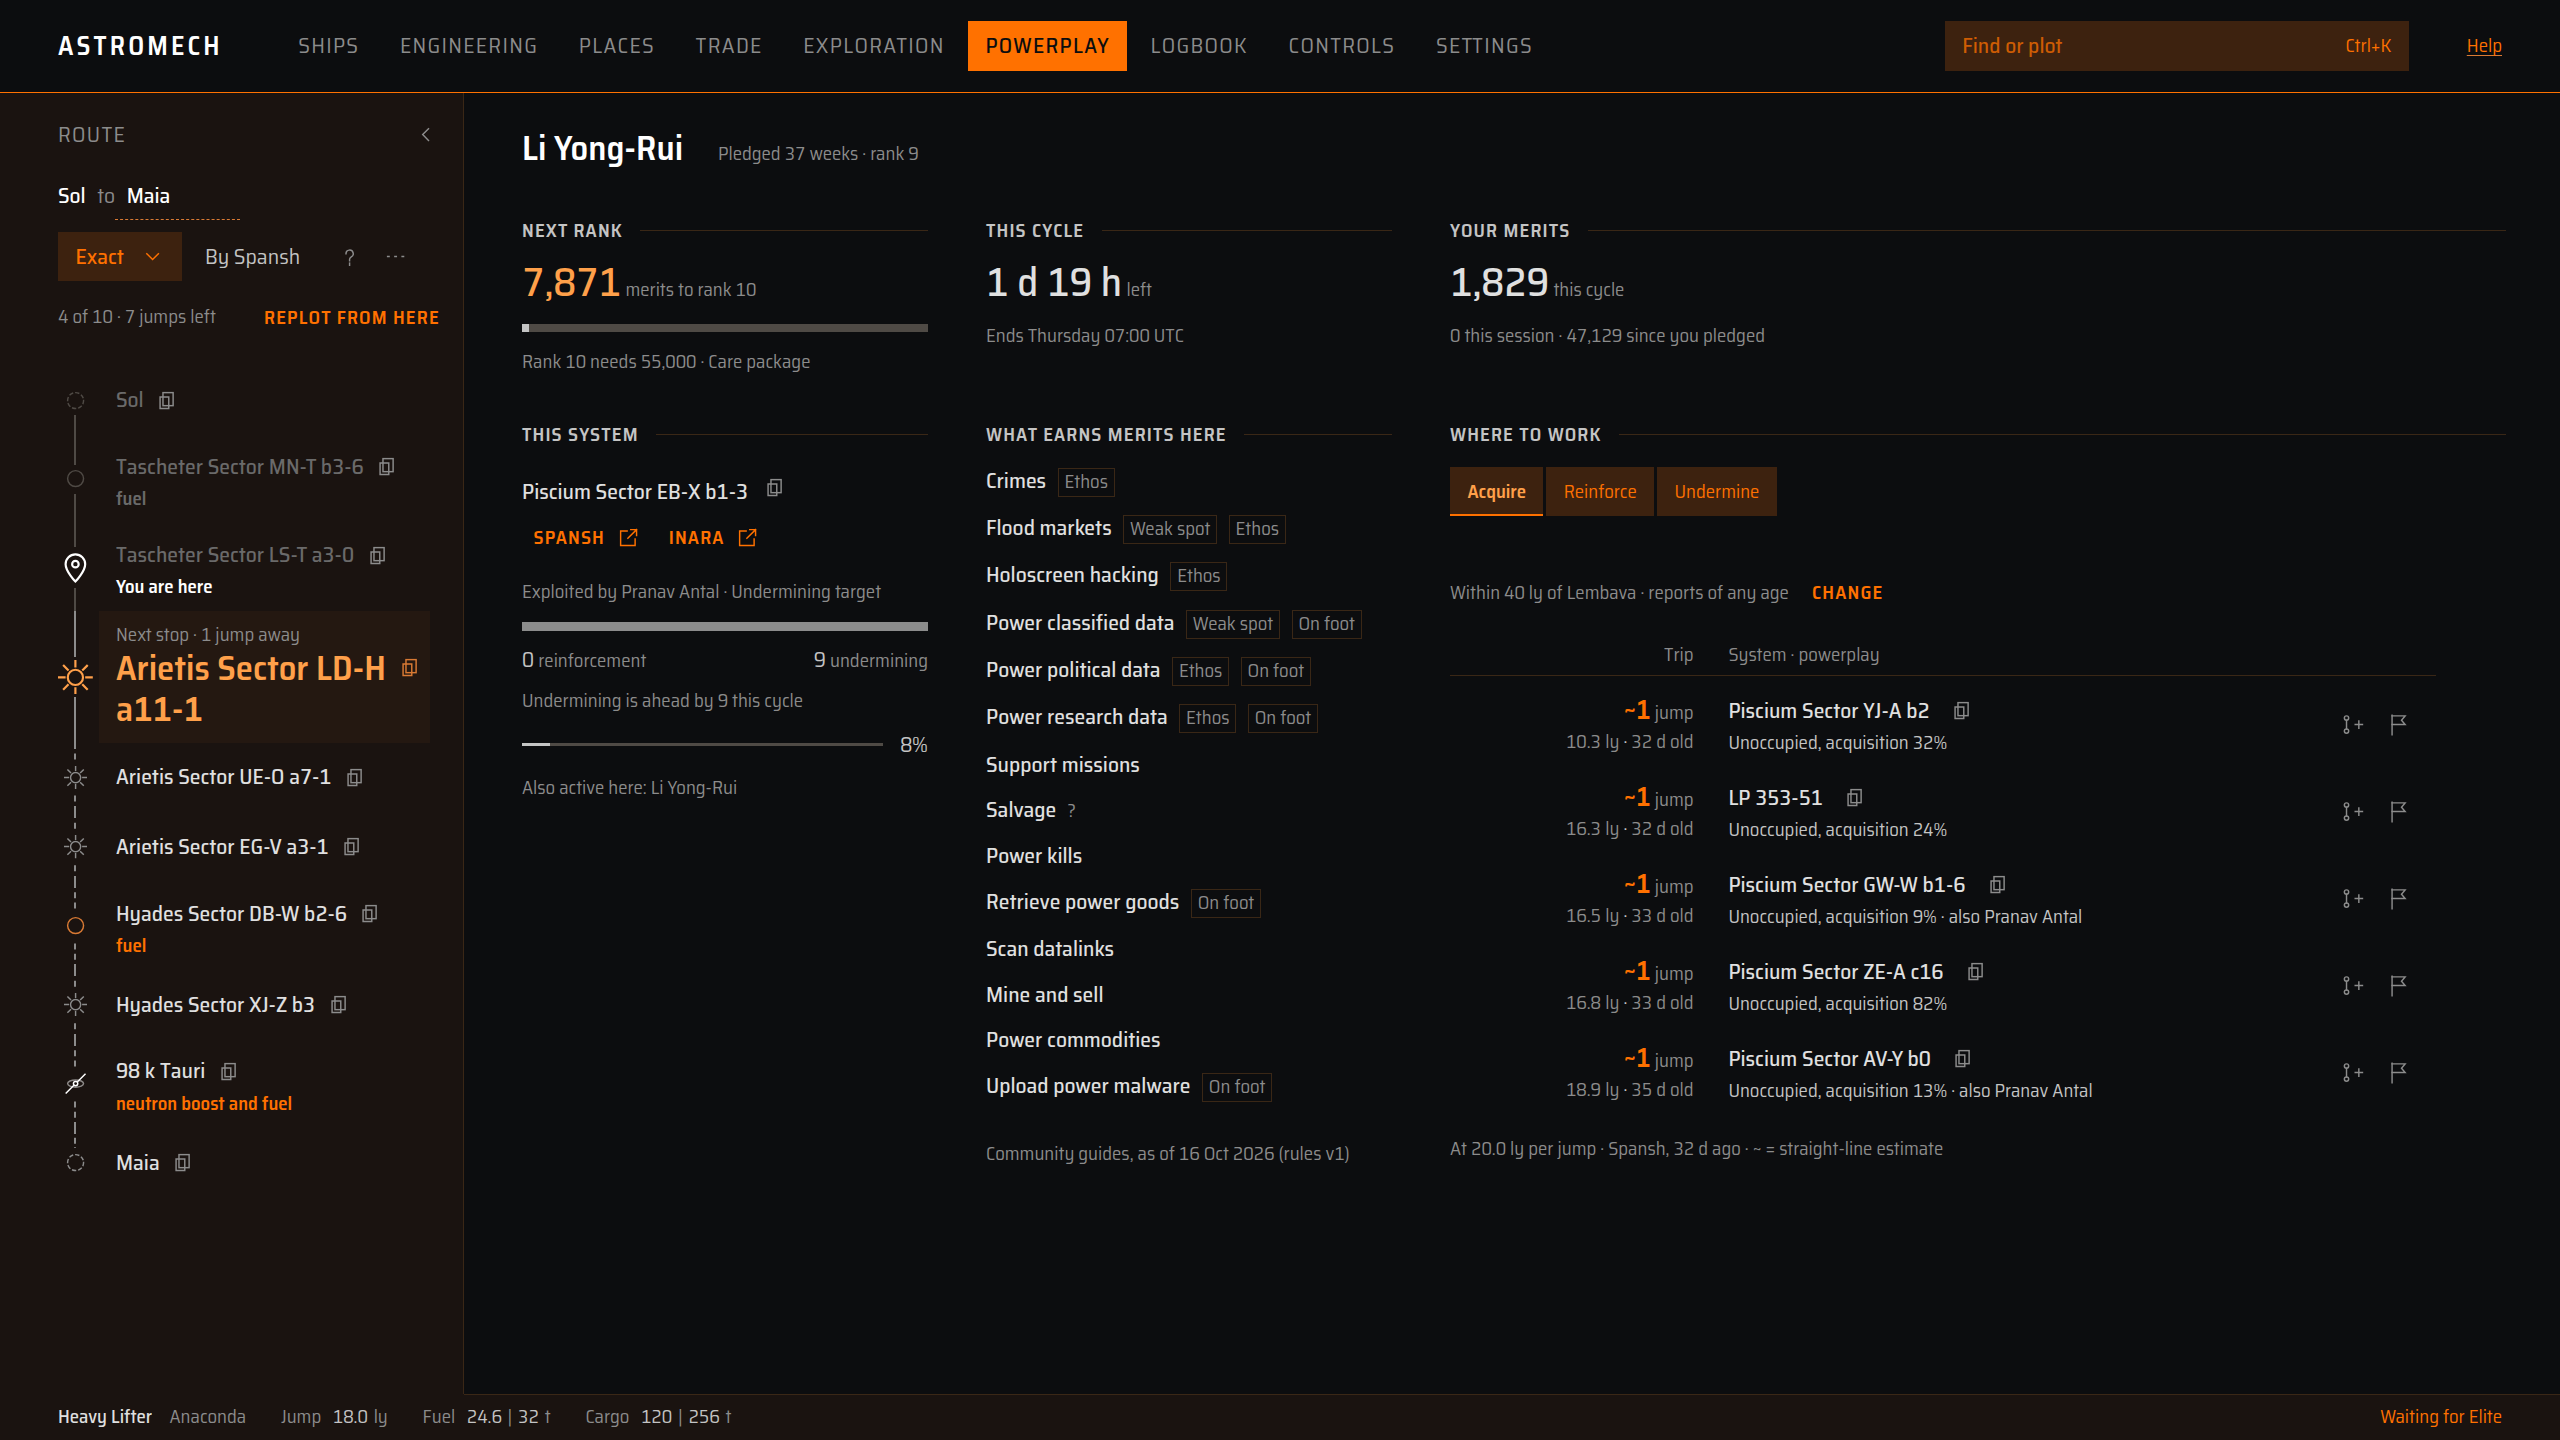 ASTROMECH
SHIPS ENGINEERING PLACES TRADE EXPLORATION POWERPLAY LOGBOOK CONTROLS SETTINGS
Find or plot Ctrl+K
Help
ROUTE
Sol to Maia
Exact By Spansh ? ···
4 of 10 · 7 jumps left REPLOT FROM HERE
Sol
Tascheter Sector MN-T b3-6
fuel
Tascheter Sector LS-T a3-0
You are here
Next stop · 1 jump away
Arietis Sector LD-H
a11-1
Arietis Sector UE-O a7-1
Arietis Sector EG-V a3-1
Hyades Sector DB-W b2-6
fuel
Hyades Sector XJ-Z b3
98 k Tauri
neutron boost and fuel
Maia
Li Yong-Rui Pledged 37 weeks · rank 9
NEXT RANK
7,871 merits to rank 10
Rank 10 needs 55,000 · Care package
THIS CYCLE
1 d 19 h left
Ends Thursday 07:00 UTC
YOUR MERITS
1,829 this cycle
0 this session · 47,129 since you pledged
THIS SYSTEM
Piscium Sector EB-X b1-3
SPANSH INARA
Exploited by Pranav Antal · Undermining target
0 reinforcement 9 undermining
Undermining is ahead by 9 this cycle
8%
Also active here: Li Yong-Rui
WHAT EARNS MERITS HERE
Crimes Ethos
Flood markets Weak spot Ethos
Holoscreen hacking Ethos
Power classified data Weak spot On foot
Power political data Ethos On foot
Power research data Ethos On foot
Support missions
Salvage ?
Power kills
Retrieve power goods On foot
Scan datalinks
Mine and sell
Power commodities
Upload power malware On foot
Community guides, as of 16 Oct 2026 (rules v1)
WHERE TO WORK
Acquire Reinforce Undermine
Within 40 ly of Lembava · reports of any age CHANGE
Trip System · powerplay
~1 jump Piscium Sector YJ-A b2
10.3 ly · 32 d old Unoccupied, acquisition 32%
~1 jump LP 353-51
16.3 ly · 32 d old Unoccupied, acquisition 24%
~1 jump Piscium Sector GW-W b1-6
16.5 ly · 33 d old Unoccupied, acquisition 9% · also Pranav Antal
~1 jump Piscium Sector ZE-A c16
16.8 ly · 33 d old Unoccupied, acquisition 82%
~1 jump Piscium Sector AV-Y b0
18.9 ly · 35 d old Unoccupied, acquisition 13% · also Pranav Antal
At 20.0 ly per jump · Spansh, 32 d ago · ~ = straight-line estimate
Heavy Lifter Anaconda Jump 18.0 ly Fuel 24.6 | 32 t Cargo 120 | 256 t
Waiting for Elite